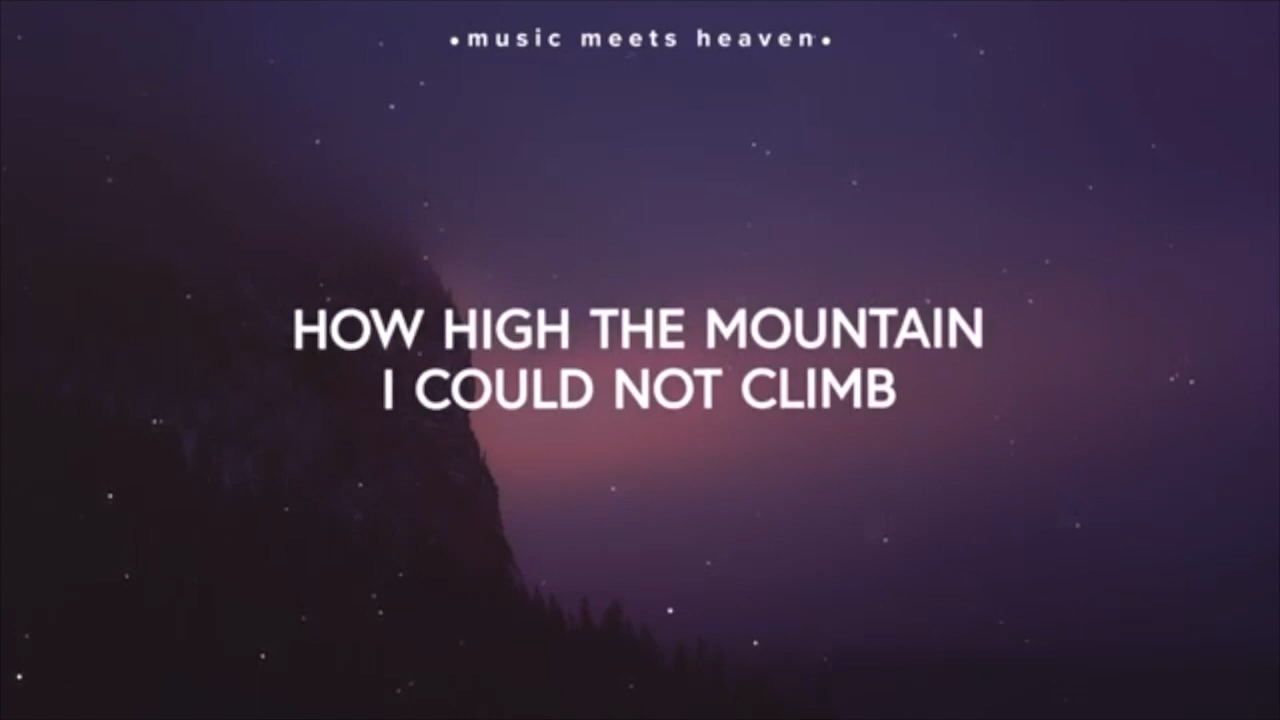 •music meets heaven•
HOW HIGH THE MOUNTAIN
I COULD NOT CLIMB